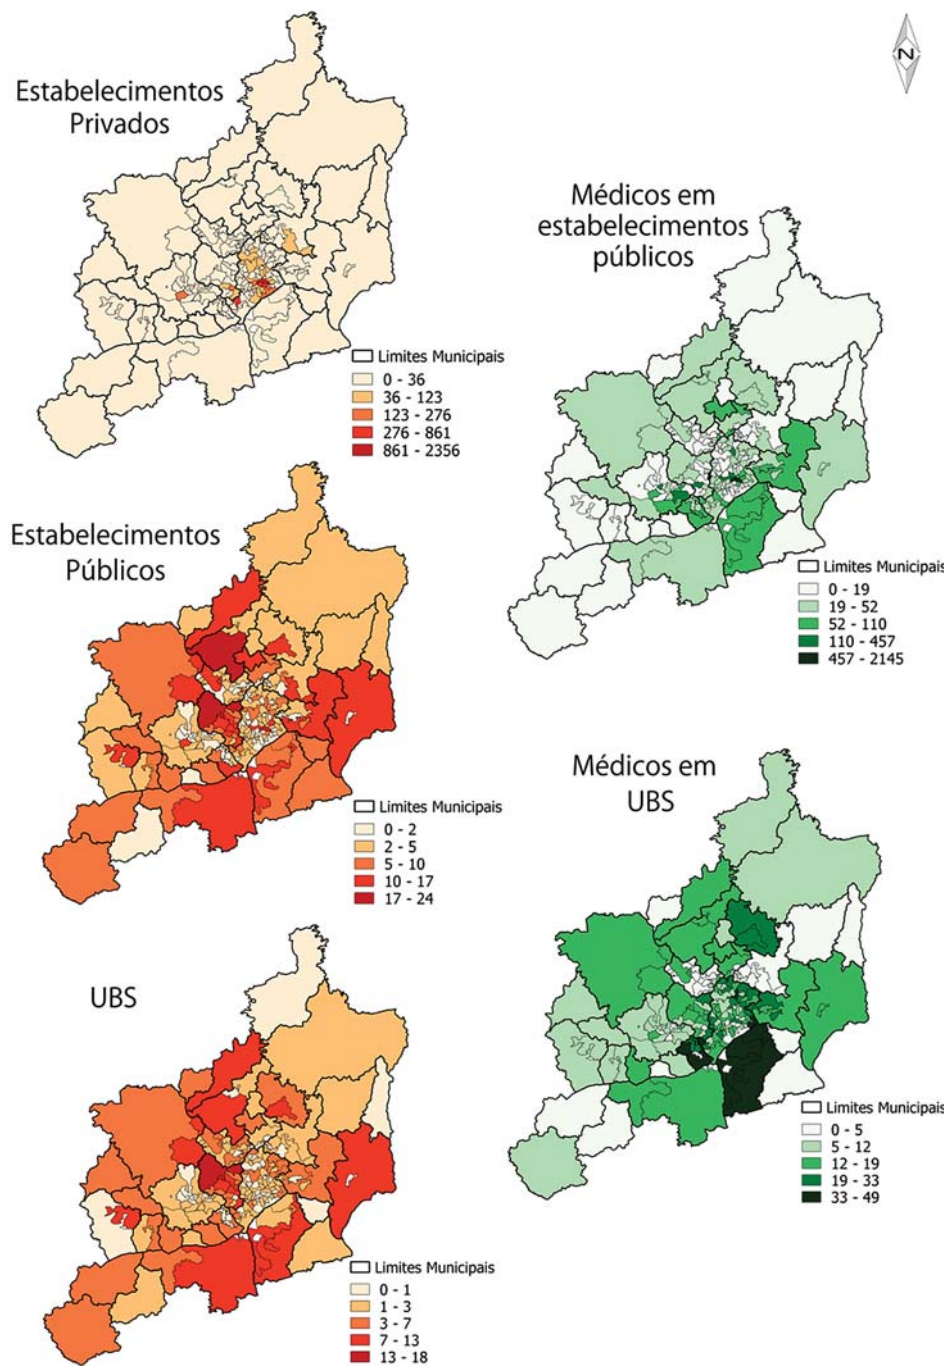 Estabelecimentos
Privados
Limites Municipais
0 - 36
36 - 123
123 - 276
276 - 861
861 - 2356
N
Médicos em
estabelecimentos
públicos
Limites Municipais
0 - 19
19 - 52
52 - 110
110 - 457
457 - 2145
Estabelecimentos
Públicos
Limites Municipais
0 - 2
2 - 5
5 - 10
10 - 17
17 - 24
Médicos em
UBS
Limites Municipais
0 - 5
5 - 12
12 - 19
19 - 33
33 - 49
UBS
Limites Municipais
0 - 1
1 - 3
3 - 7
7 - 13
13 - 18